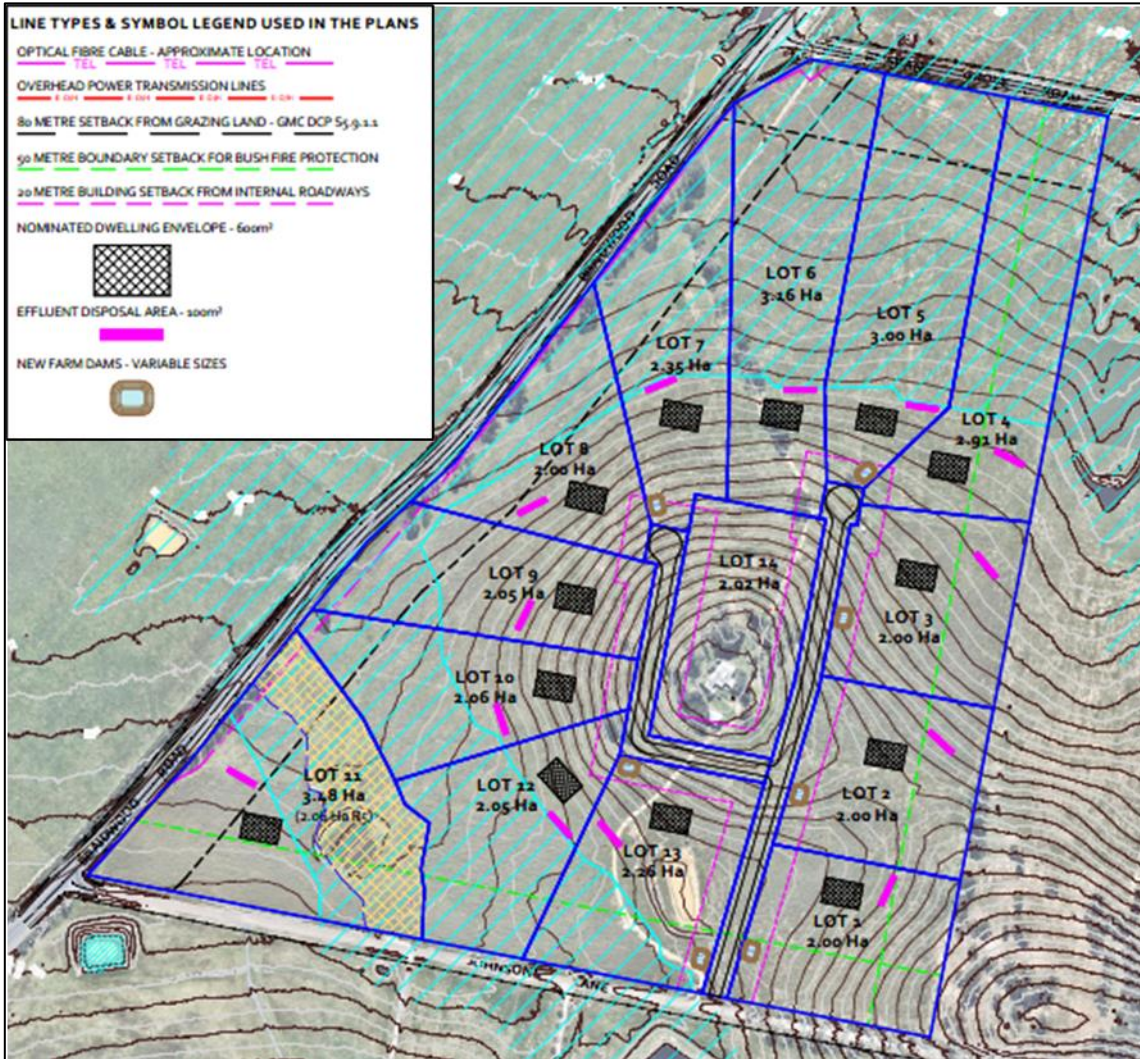 LINE TYPES & SYMBOL LEGEND USED IN THE PLANS
OPTICAL FIBRE CABLE - APPROXIMATE LOCATION
TEL TEL TEL
OVERHEAD POWER TRANSMISSION LINES
80 METRE SETBACK FROM GRAZING LAND - GMC DCP S5.9.1.1
50 METRE BOUNDARY SETBACK FOR BUSH FIRE PROTECTION
20 METRE BUILDING SETBACK FROM INTERNAL ROADWAYS
NOMINATED DWELLING ENVELOPE - 600m²
EFFLUENT DISPOSAL AREA - 100m²
NEW FARM DAMS - VARIABLE SIZES
ROAD
LOT 6
3.16 Ha
LOT 5
3.00 Ha
LOT 7
2.35 Ha
LOT 4
2.91 Ha
LOT 8
2.00 Ha
LOT 14
2.02 Ha
LOT 9
2.05 Ha
LOT 3
2.00 Ha
LOT 10
2.06 Ha
LOT 11
3.18 Ha
LOT 12
2.05 Ha
LOT 2
2.00 Ha
ROAD
LOT 13
2.26 Ha
LOT 1
2.00 Ha
JOHNSON